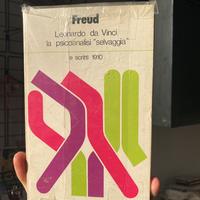 Freud
Leonardo da Vinci
la psicoanalisi "selvaggia"
e scritti 1910